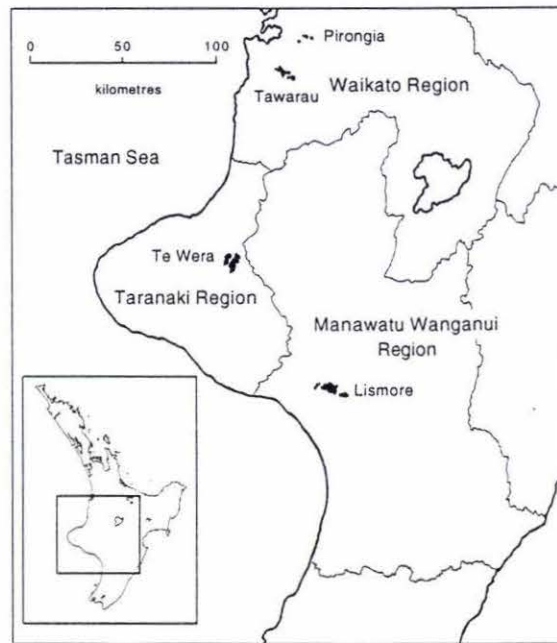 0 50 100
kilometres
Pirongia
Tawarau
Waikato Region
Tasman Sea
Te Wera
Taranaki Region
Manawatu Wanganui
Region
Lismore